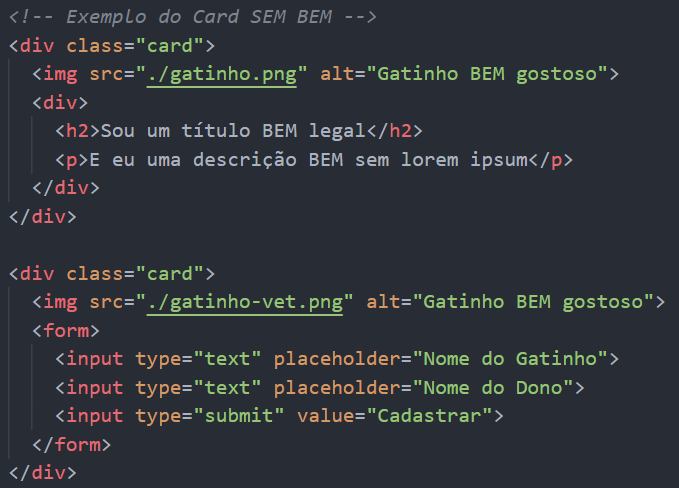 <!-- Exemplo do Card SEM BEM -->
<div class="card">
  <img src="./gatinho.png" alt="Gatinho BEM gostoso">
  <div>
    <h2>Sou um título BEM legal</h2>
    <p>E eu uma descrição BEM sem lorem ipsum</p>
  </div>
</div>

<div class="card">
  <img src="./gatinho-vet.png" alt="Gatinho BEM gostoso">
  <form>
    <input type="text" placeholder="Nome do Gatinho">
    <input type="text" placeholder="Nome do Dono">
    <input type="submit" value="Cadastrar">
  </form>
</div>